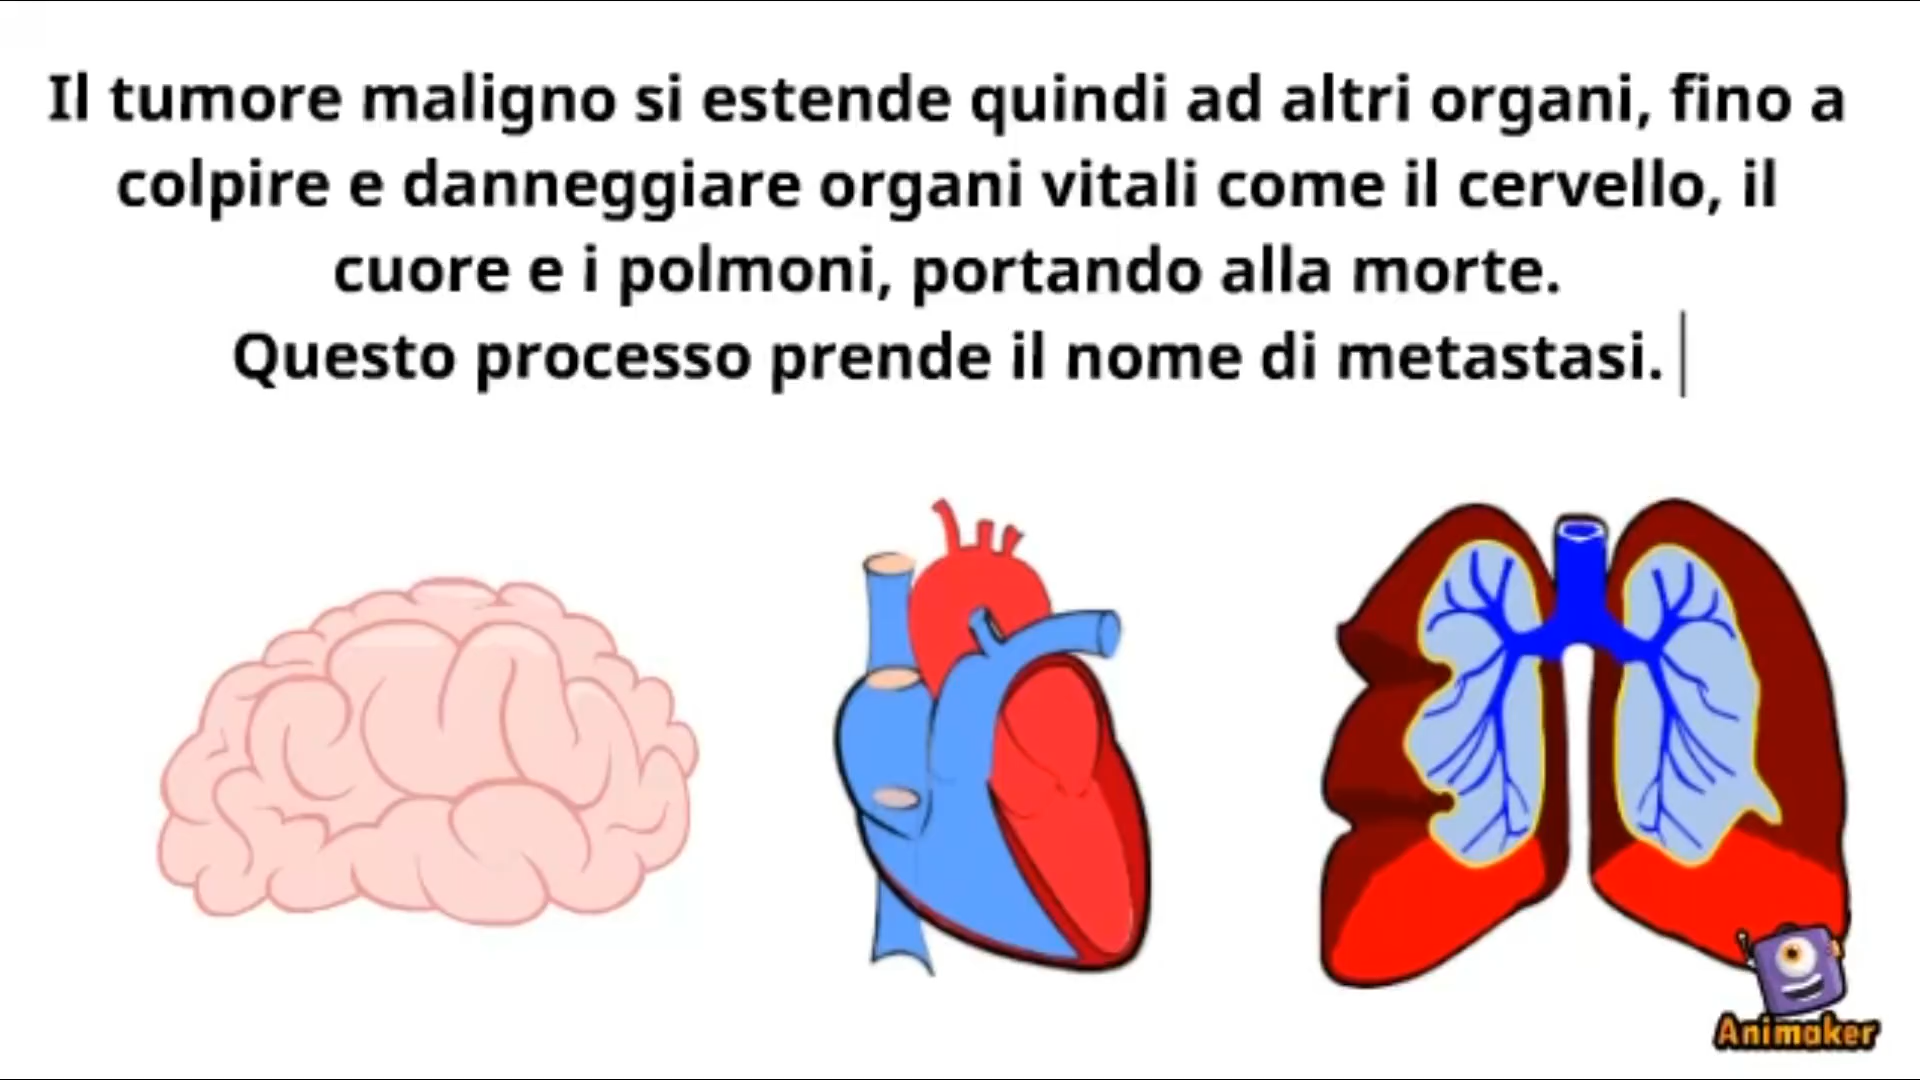 Il tumore maligno si estende quindi ad altri organi, fino a
colpire e danneggiare organi vitali come il cervello, il
cuore e i polmoni, portando alla morte.
Questo processo prende il nome di metastasi.
Animaker